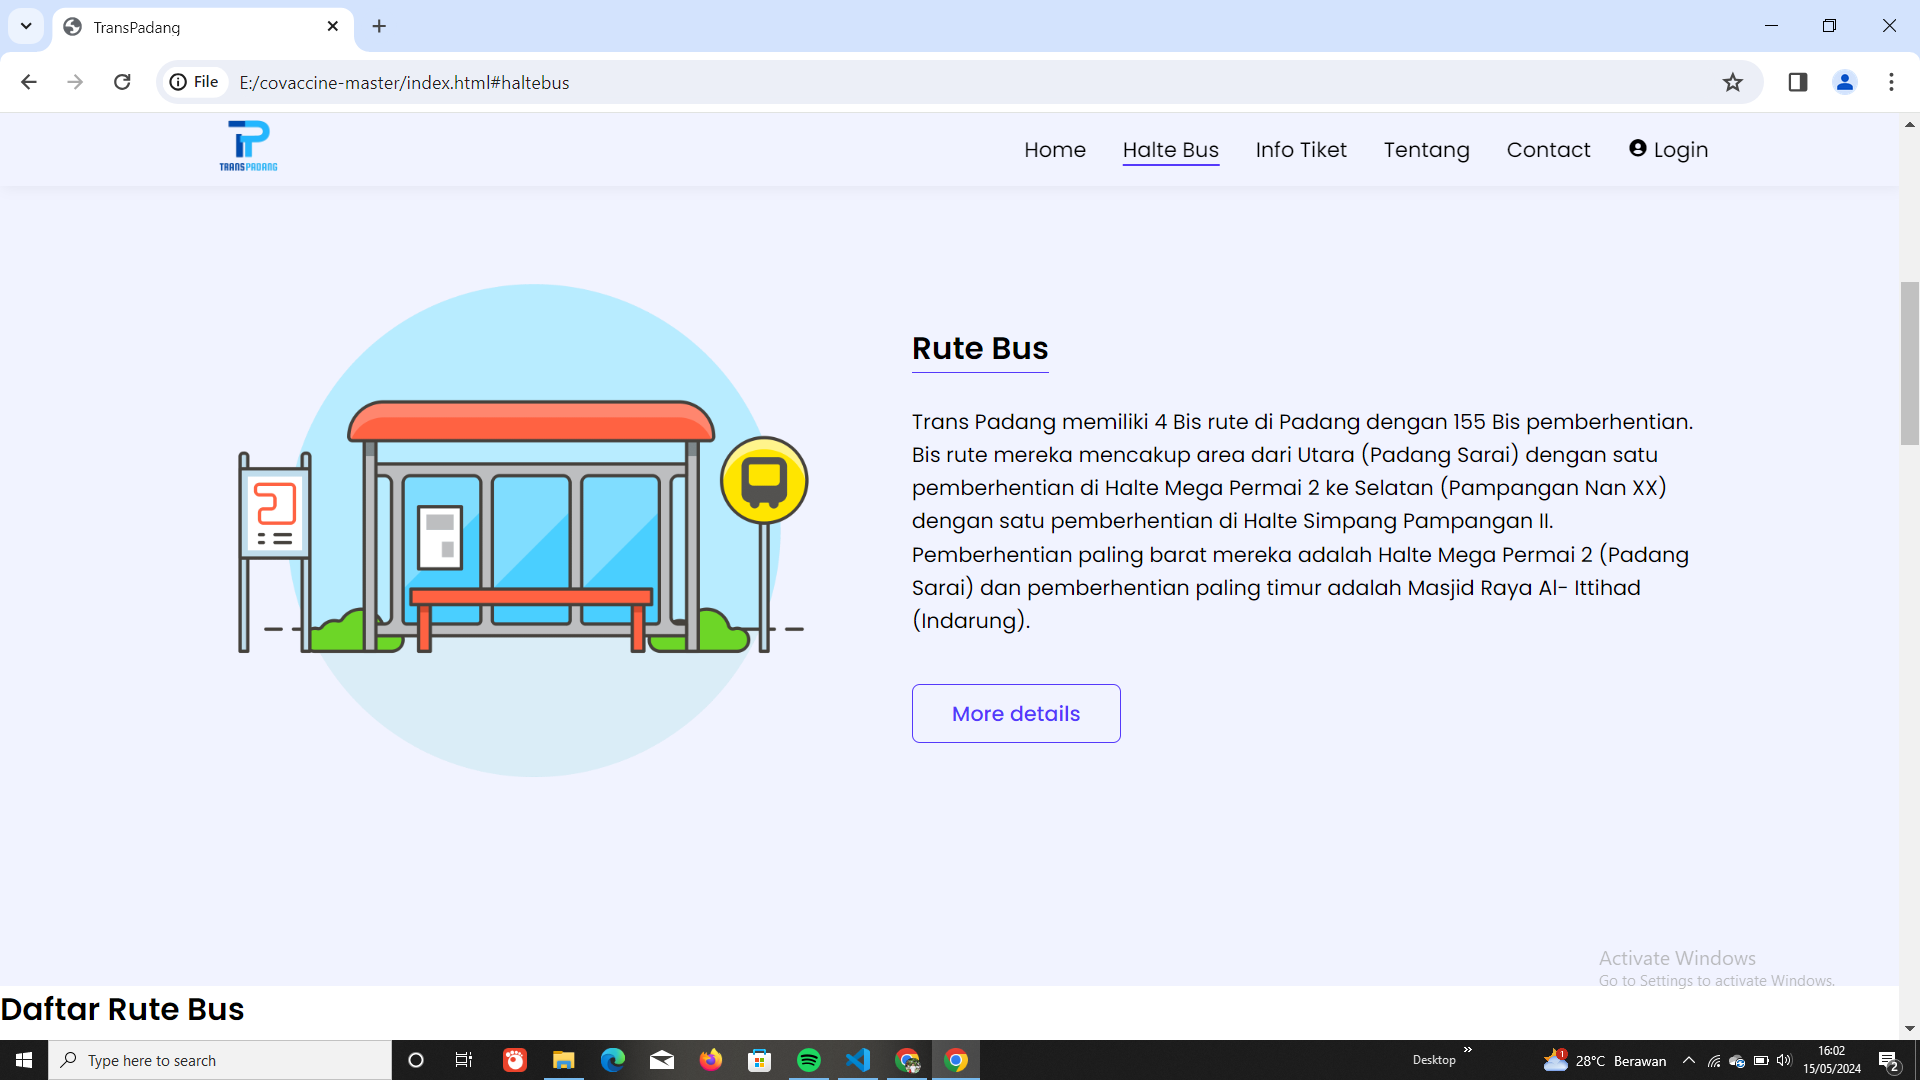 TransPadang
File
E:/covaccine-master/index.html#haltebus
TRANSPADANG
Home
Halte Bus
Info Tiket
Tentang
Contact
Login
Rute Bus
Trans Padang memiliki 4 Bis rute di Padang dengan 155 Bis pemberhentian.
Bis rute mereka mencakup area dari Utara (Padang Sarai) dengan satu
pemberhentian di Halte Mega Permai 2 ke Selatan (Pampangan Nan XX)
dengan satu pemberhentian di Halte Simpang Pampangan II.
Pemberhentian paling barat mereka adalah Halte Mega Permai 2 (Padang
Sarai) dan pemberhentian paling timur adalah Masjid Raya Al- Ittihad
(Indarung).
More details
Activate Windows
Go to Settings to activate Windows.
Daftar Rute Bus
Type here to search
Desktop
1
28°C Berawan
16:02
15/05/2024
2